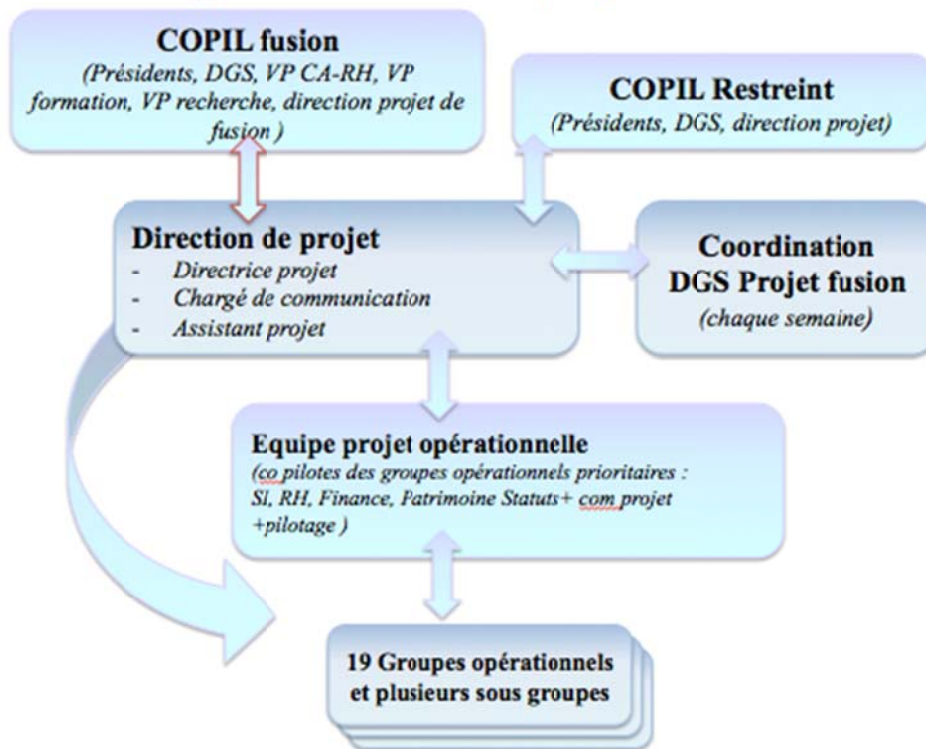 COPIL fusion
(Présidents, DGS, VP CA-RH, VP
formation, VP recherche, direction projet de
fusion )
COPIL Restreint
(Présidents, DGS, direction projet)
Direction de projet
- Directrice projet
- Chargé de communication
- Assistant projet
Coordination
DGS Projet fusion
(chaque semaine)
Equipe projet opérationnelle
(co pilotes des groupes opérationnels prioritaires :
SI, RH, Finance, Patrimoine Statuts+ com projet
+pilotage )
19 Groupes opérationnels
et plusieurs sous groupes